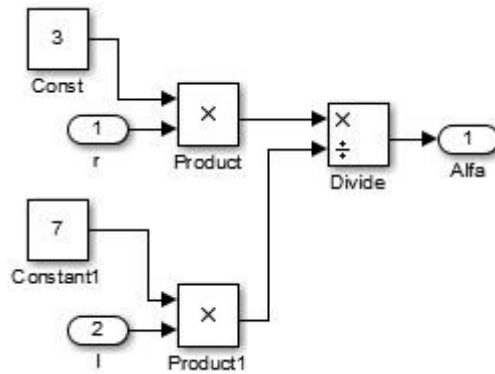 3
Const
1
r
×
Product
×
÷
Divide
1
Alfa
7
Constant1
2
l
×
Product1